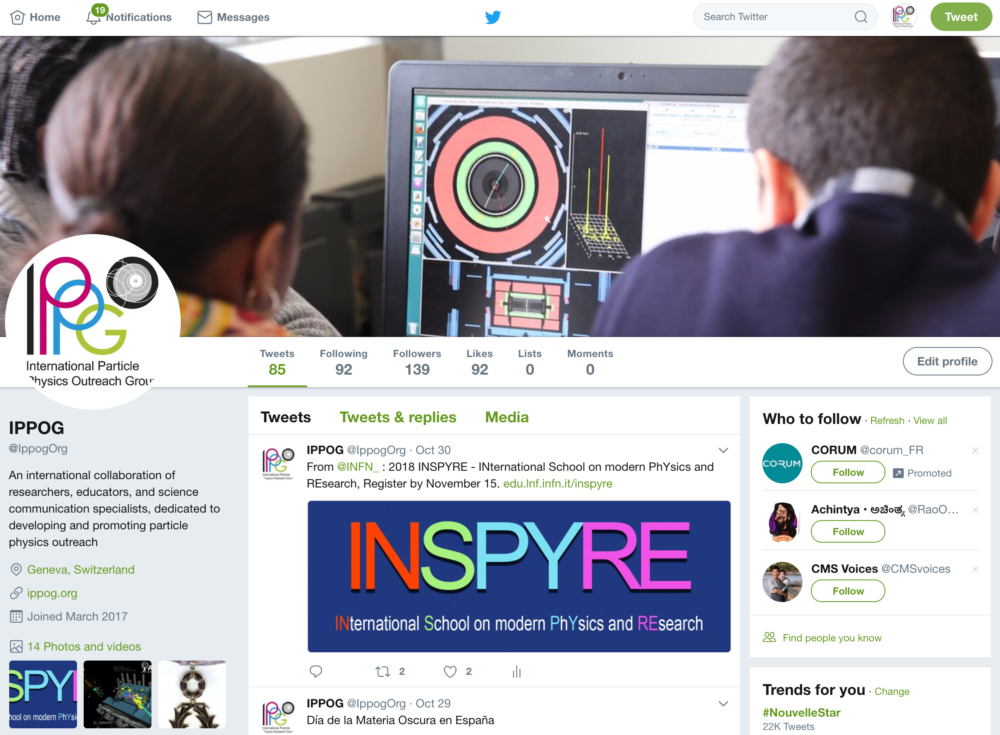 Home
19
Notifications
Messages
Search Twitter
Tweet
International Particle
Physics Outreach Grou
Tweets
85
Following
92
Followers
139
Likes
92
Lists
0
Moments
0
Edit profile
IPPOG
@IppogOrg
An international collaboration of
researchers, educators, and science
communication specialists, dedicated to
developing and promoting particle
physics outreach
Geneva, Switzerland
ippog.org
Joined March 2017
14 Photos and videos
SPY
hool on modern PhYsi
Tweets Tweets & replies Media
IPPOG @IppogOrg · Oct 30
From @INFN_ : 2018 INSPYRE - INternational School on modern PhYsics and
REsearch, Register by November 15. edu.lnf.infn.it/inspyre
INSPYRE
INternational School on modern PhYsics and REsearch
2
2
IPPOG @IppogOrg · Oct 29
Día de la Materia Oscura en España
Who to follow · Refresh · View all
CORUM
CORUM @corum_FR
Follow
Promoted
Achintya • ಅಚಿಂತ್ಯ @RaoO...
Follow
CMS Voices @CMSvoices
Follow
Find people you know
Trends for you · Change
#NouvelleStar
22K Tweets